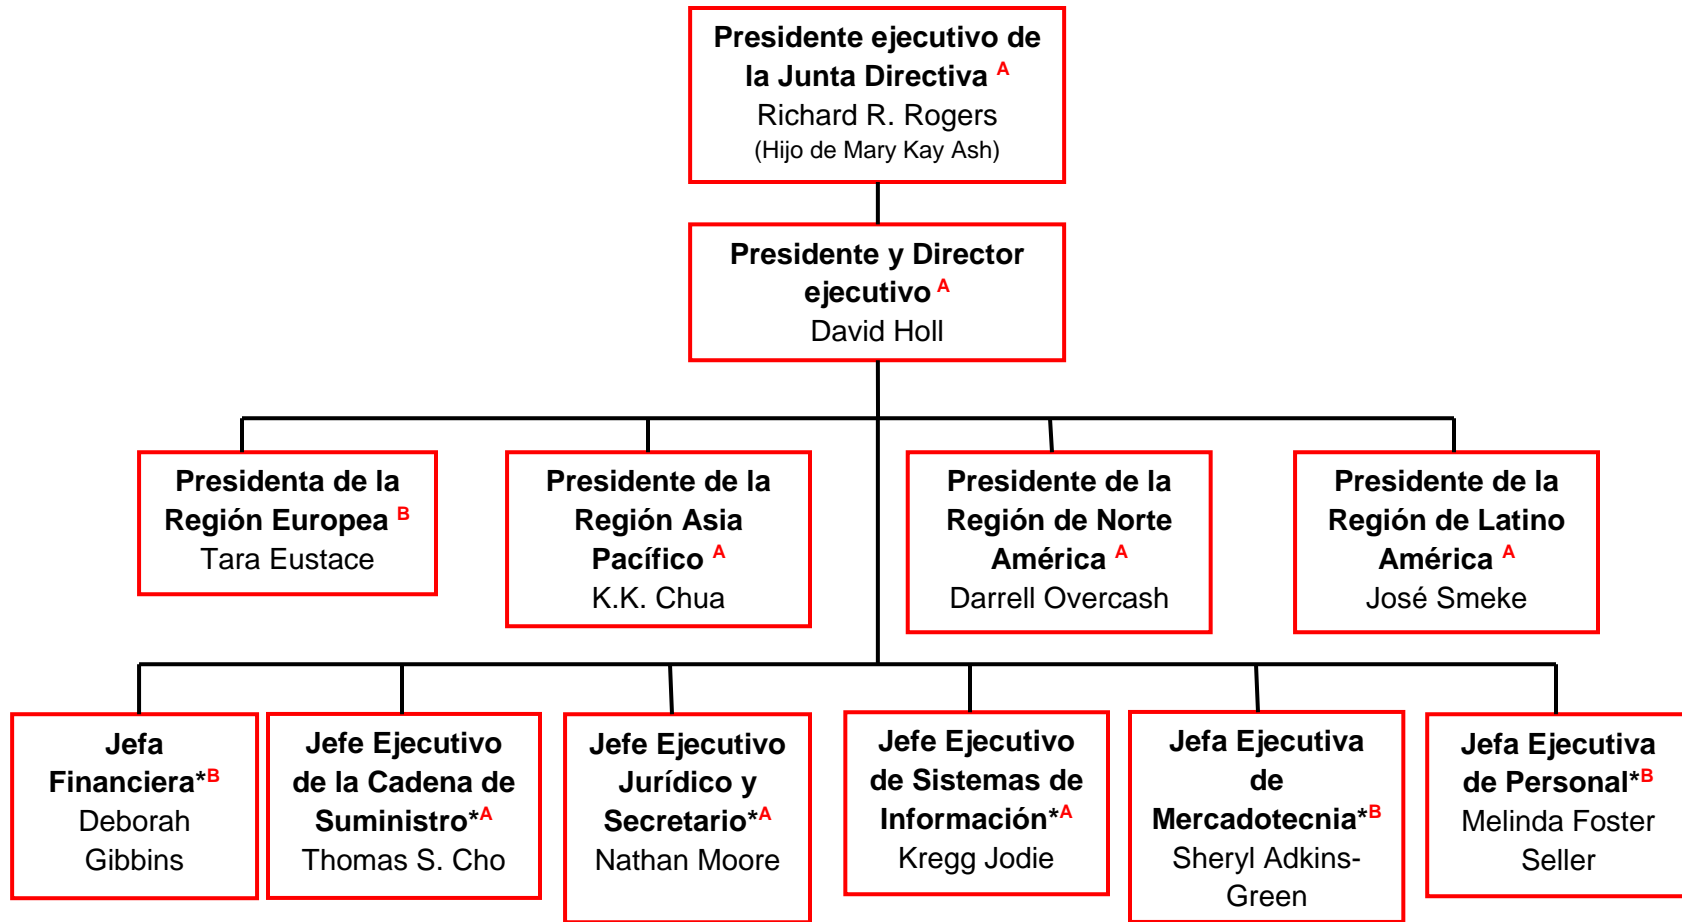 Presidente ejecutivo de
la Junta Directiva A
Richard R. Rogers
(Hijo de Mary Kay Ash)
Presidente y Director
ejecutivo A
David Holl
Presidenta de la
Región Europea B
Tara Eustace
Presidente de la
Región Asia
Pacífico A
K.K. Chua
Presidente de la
Región de Norte
América A
Darrell Overcash
Presidente de la
Región de Latino
América A
José Smeke
Jefa
Financiera*B
Deborah
Gibbins
Jefe Ejecutivo
de la Cadena de
Suministro*A
Thomas S. Cho
Jefe Ejecutivo
Jurídico y
Secretario*A
Nathan Moore
Jefe Ejecutivo
de Sistemas de
Información*A
Kregg Jodie
Jefa Ejecutiva
de
Mercadotecnia*B
Sheryl Adkins-
Green
Jefa Ejecutiva
de Personal*B
Melinda Foster
Seller